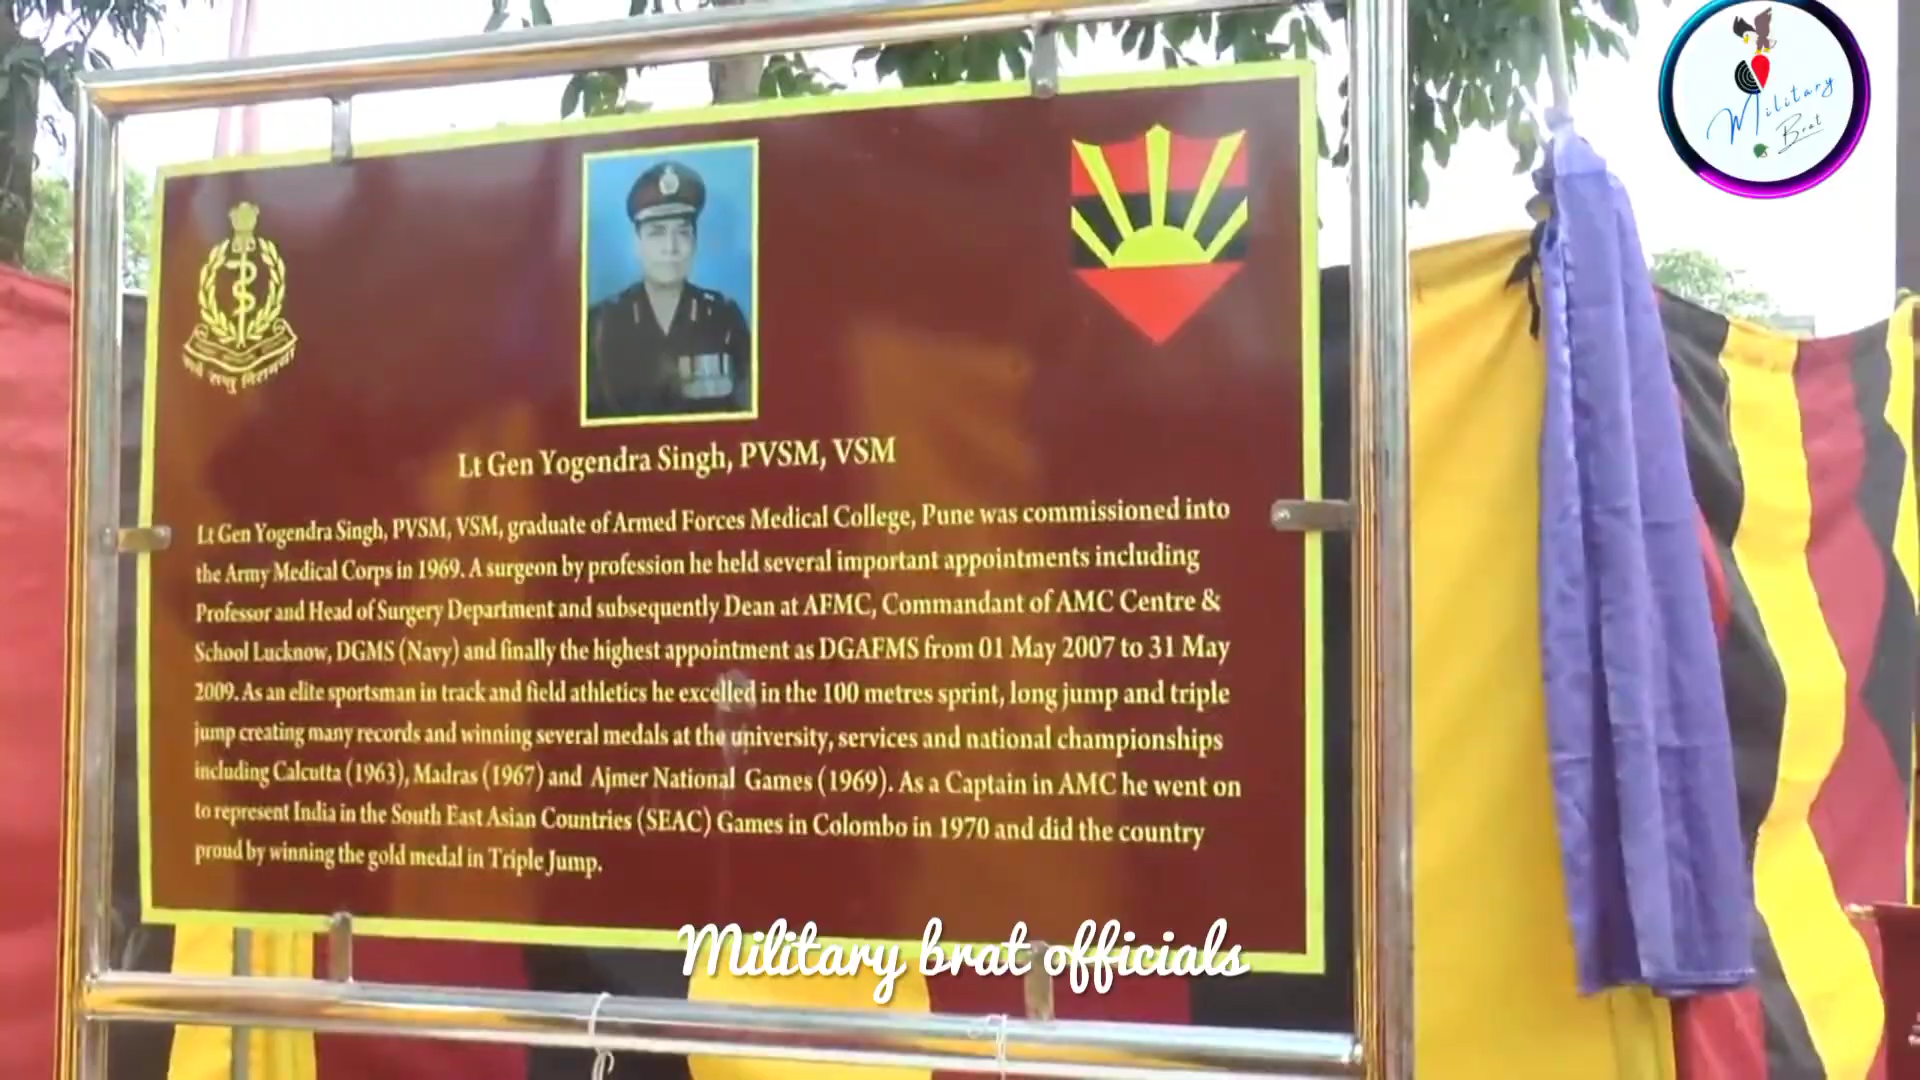 Military
Brat
सर्वे सन्तु निरामया
Lt Gen Yogendra Singh, PVSM, VSM
Lt Gen Yogendra Singh, PVSM, VSM, graduate of Armed Forces Medical College, Pune was commissioned into
the Army Medical Corps in 1969. A surgeon by profession he held several important appointments including
Professor and Head of Surgery Department and subsequently Dean at AFMC, Commandant of AMC Centre &
School Lucknow, DGMS (Navy) and finally the highest appointment as DGAFMS from 01 May 2007 to 31 May
2009. As an elite sportsman in track and field athletics he excelled in the 100 metres sprint, long jump and triple
jump creating many records and winning several medals at the university, services and national championships
including Calcutta (1963), Madras (1967) and Ajmer National Games (1969). As a Captain in AMC he went on
to represent India in the South East Asian Countries (SEAC) Games in Colombo in 1970 and did the country
proud by winning the gold medal in Triple Jump.
Military brat officials